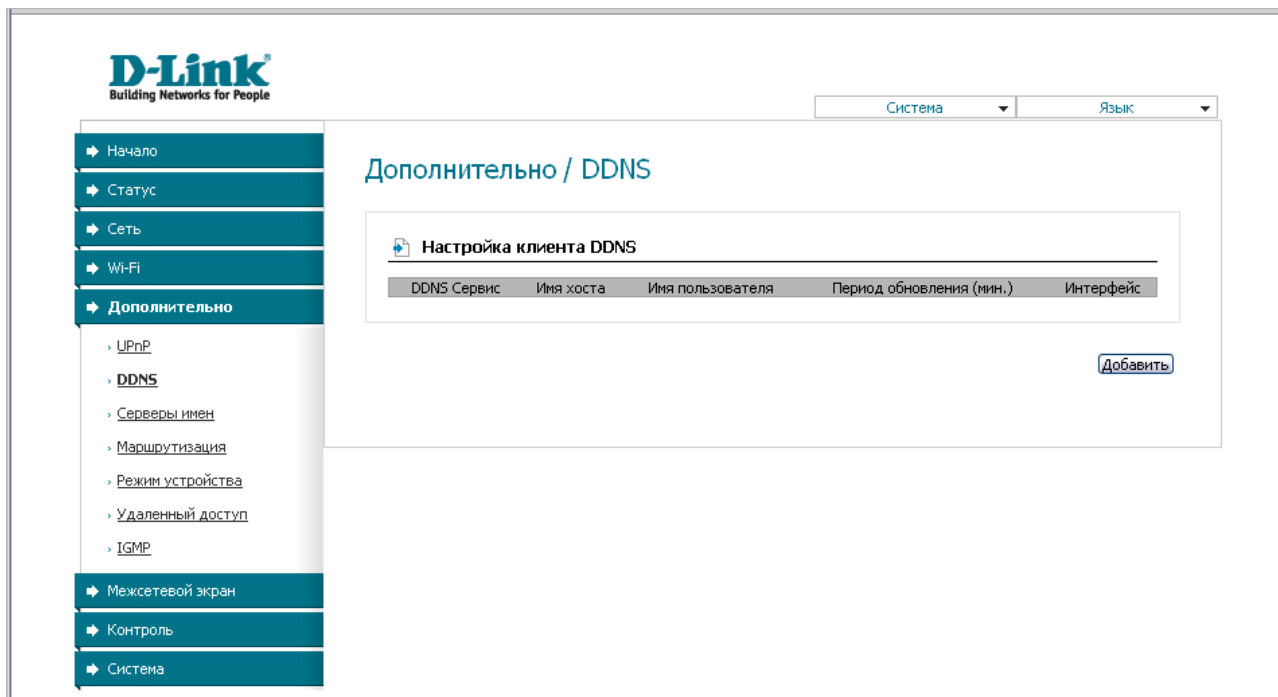 D-Link®
Building Networks for People
Система
Язык
Начало
Статус
Сеть
Wi-Fi
Дополнительно
UPnP
DDNS
Серверы имен
Маршрутизация
Режим устройства
Удаленный доступ
IGMP
Межсетевой экран
Контроль
Система
Дополнительно / DDNS
Настройка клиента DDNS
DDNS Сервис Имя хоста Имя пользователя Период обновления (мин.) Интерфейс
Добавить